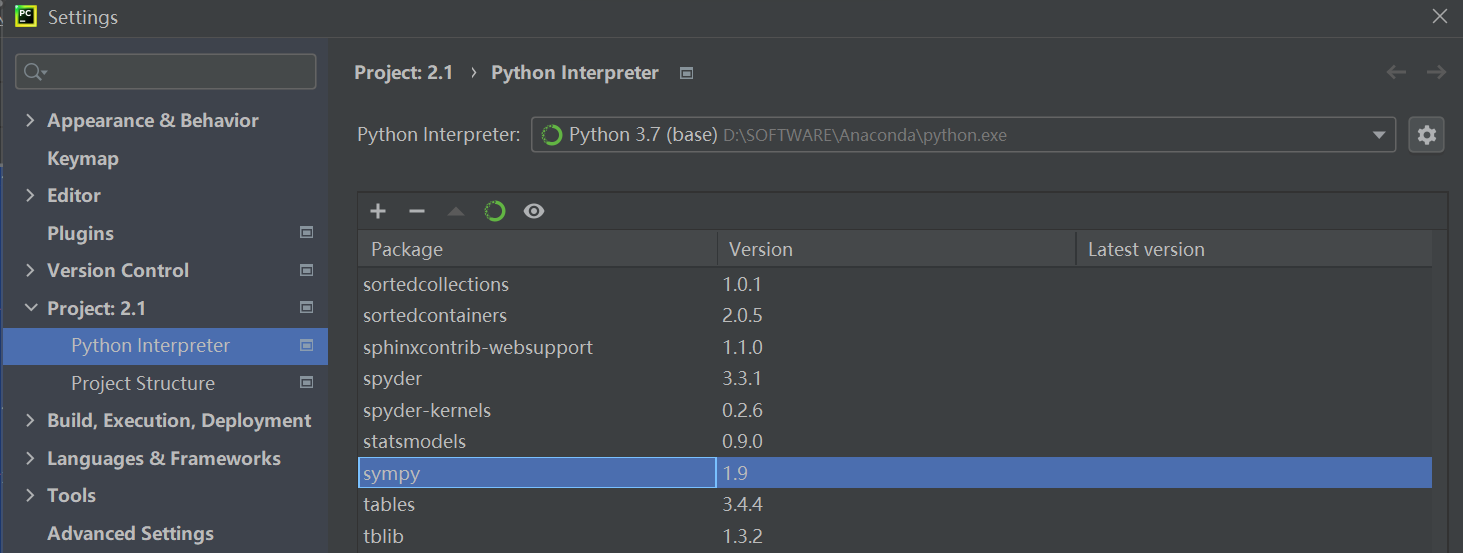 PC
Settings
Project: 2.1 › Python Interpreter
Appearance & Behavior
Keymap
Editor
Plugins
Version Control
Project: 2.1
Python Interpreter
Project Structure
Build, Execution, Deployment
Languages & Frameworks
Tools
Advanced Settings
Python Interpreter: Python 3.7 (base) D:\SOFTWARE\Anaconda\python.exe
Package Version Latest version
sortedcollections 1.0.1
sortedcontainers 2.0.5
sphinxcontrib-websupport 1.1.0
spyder 3.3.1
spyder-kernels 0.2.6
statsmodels 0.9.0
sympy 1.9
tables 3.4.4
tblib 1.3.2